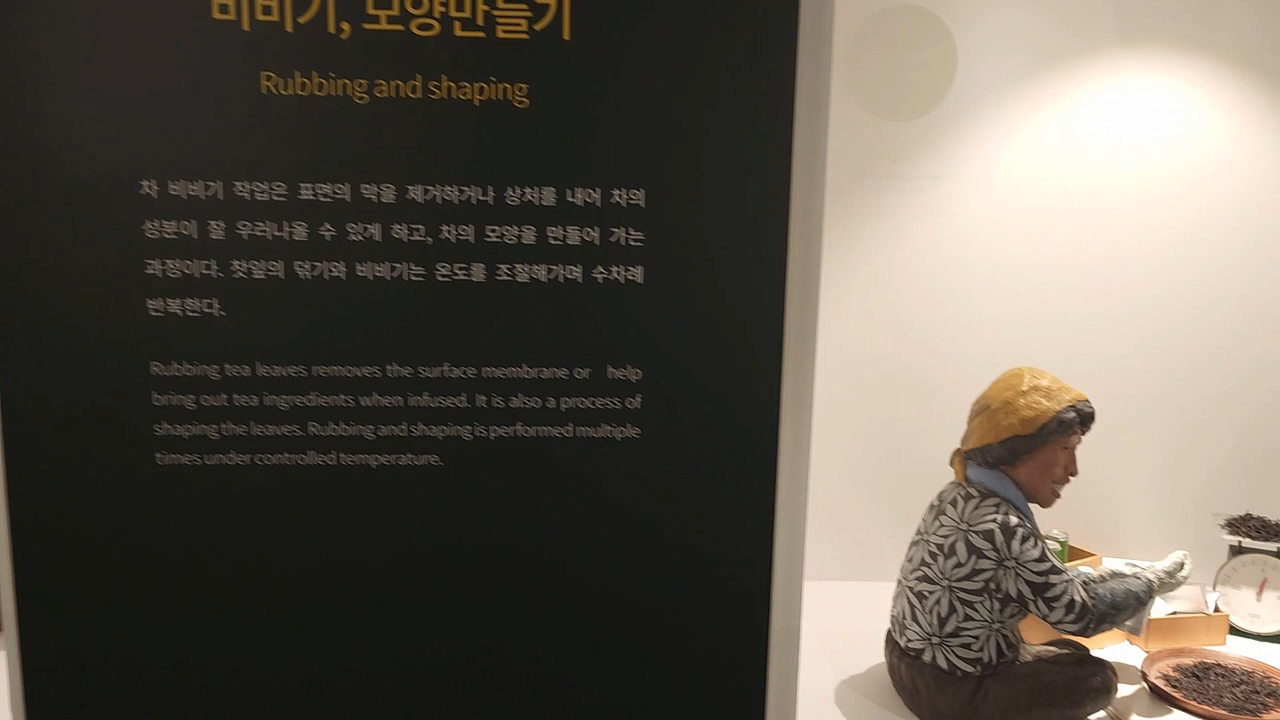 비비기, 모양만들기
Rubbing and shaping
차 비비기 작업은 표면의 막을 제거하거나 상처를 내어 차의
성분이 잘 우러나올 수 있게 하고, 차의 모양을 만들어 가는
과정이다. 찻잎의 덖기와 비비기는 온도를 조절해가며 수차례
반복한다.
Rubbing tea leaves removes the surface membrane or help
bring out tea ingredients when infused. It is also a process of
shaping the leaves. Rubbing and shaping is performed multiple
times under controlled temperature.